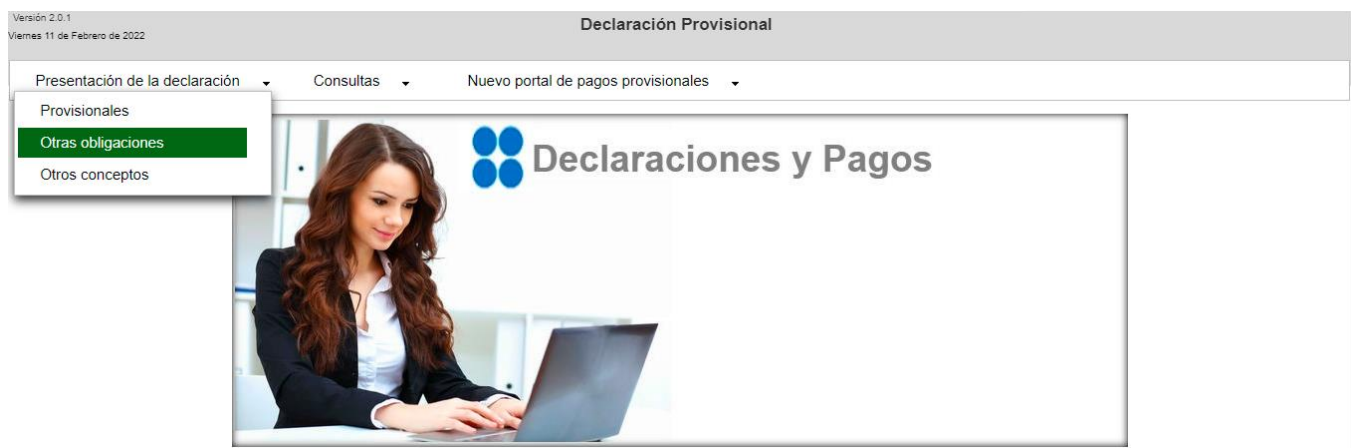 Versión 2.0.1
Declaración Provisional
Viernes 11 de Febrero de 2022
Presentación de la declaración
Consultas
Nuevo portal de pagos provisionales
Provisionales
Otras obligaciones
Otros conceptos
Declaraciones y Pagos